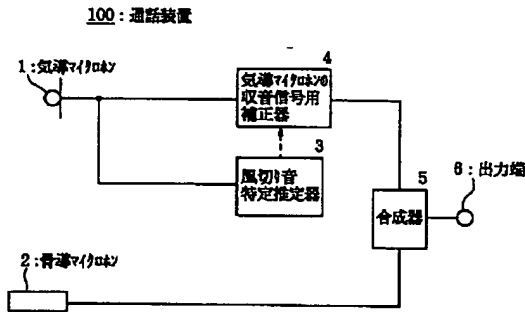 100：通話装置
1：気導マイクロホン
4
気導マイクロホンの
収音信号用
補正器
3
風切り音
特定推定器
5
合成器
6：出力端
2：骨導マイクロホン